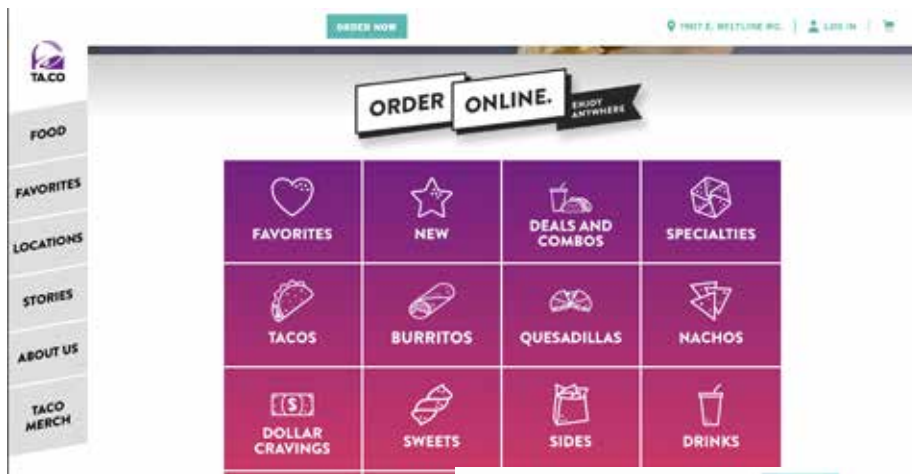 ORDER NOW
LOG IN
TA.CO
FOOD
FAVORITES
LOCATIONS
STORIES
ABOUT US
TACO
MERCH
ORDER ONLINE.
ENJOY
ANYWHERE
FAVORITES
NEW
DEALS AND
COMBOS
SPECIALTIES
TACOS
BURRITOS
QUESADILLAS
NACHOS
DOLLAR
CRAVINGS
SWEETS
SIDES
DRINKS